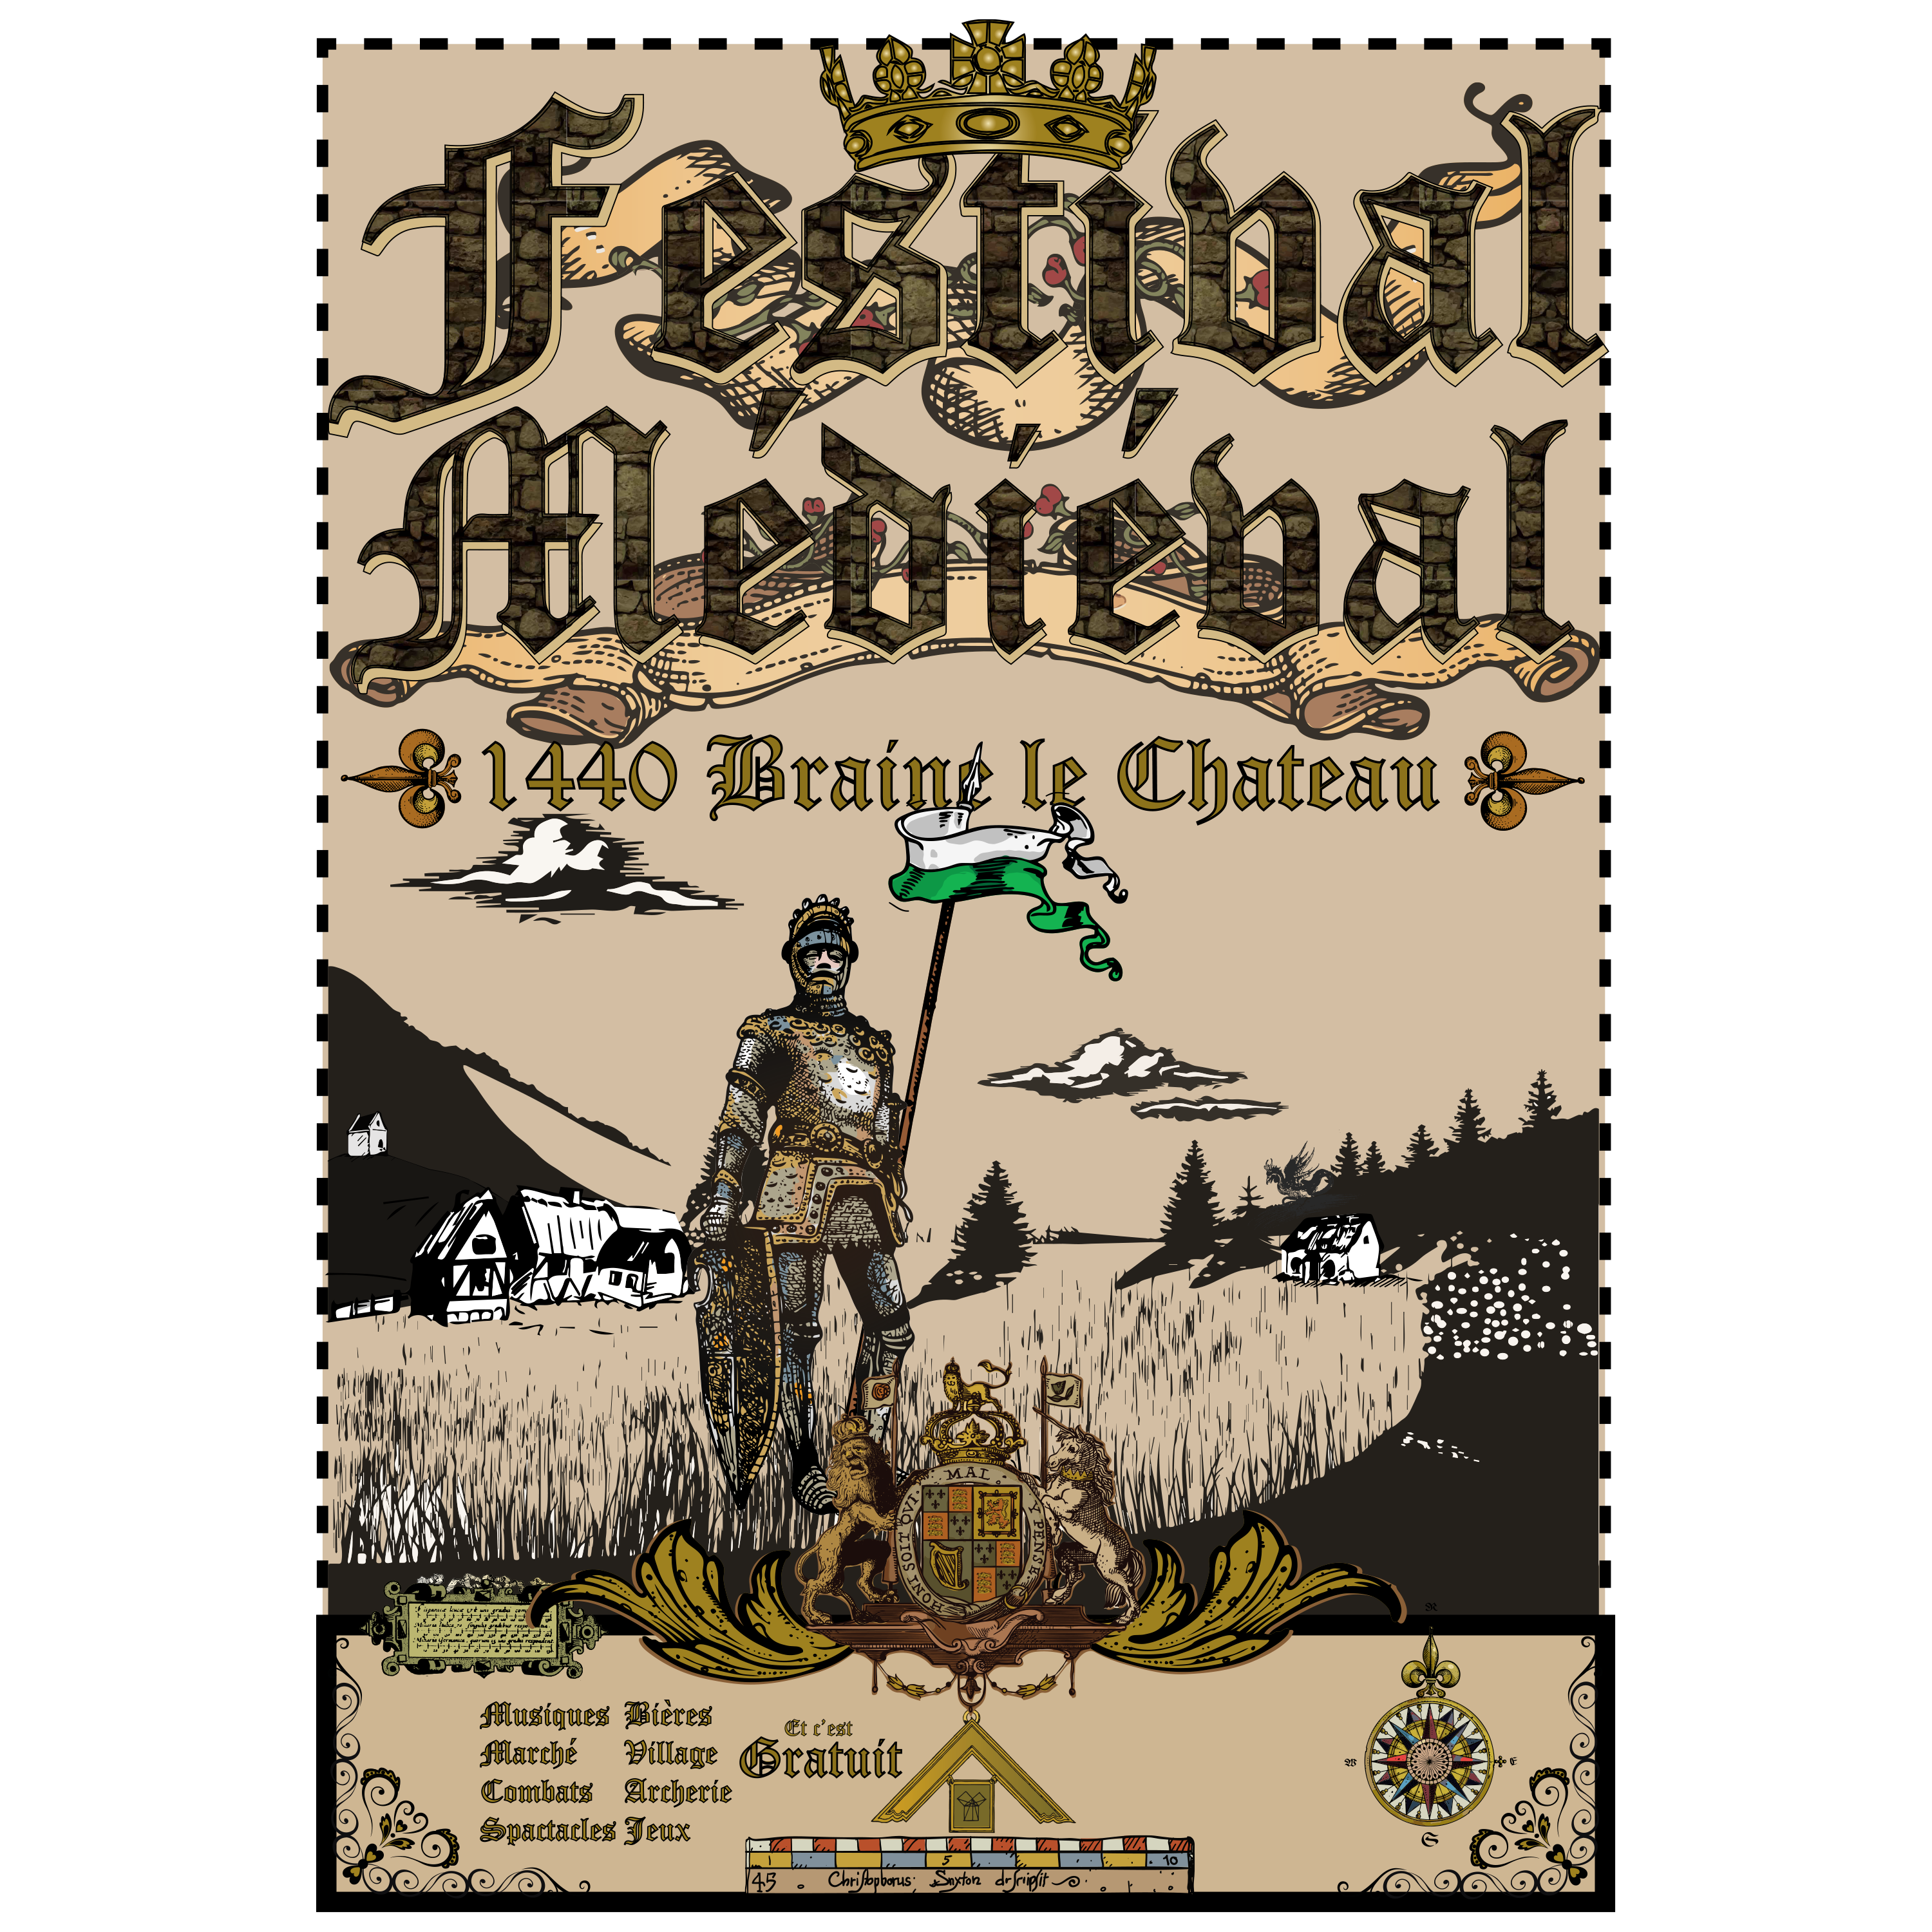 Festival
Médiéval
1440 Braine le Chateau
MAL
Y PENSE
HONI SOIT QUI
Musiques Bières
Marché Village
Combats Archerie
Spactacles Jeux
Et c'est
Gratuit
W
E
S
1 5 10
45 Christophorus Saxton descripsit